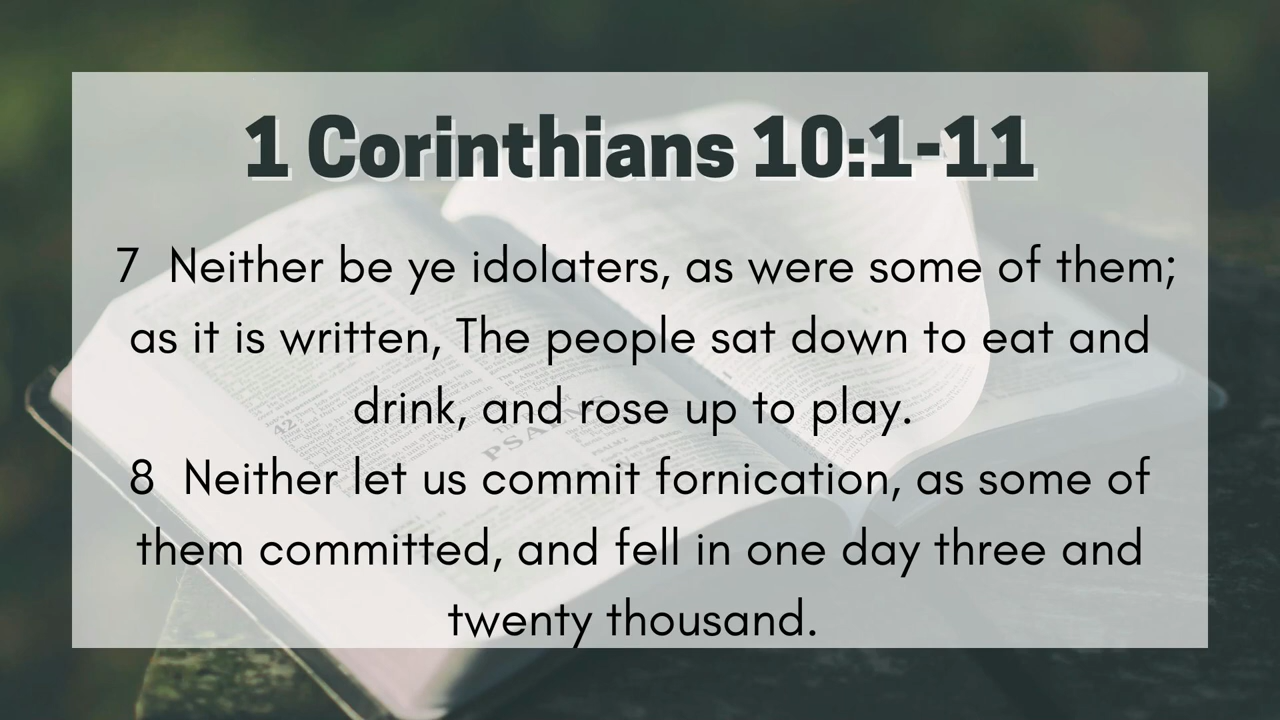 1 Corinthians 10:1-11
7 Neither be ye idolaters, as were some of them;
as it is written, The people sat down to eat and
drink, and rose up to play.
8 Neither let us commit fornication, as some of
them committed, and fell in one day three and
twenty thousand.
42
PSALM